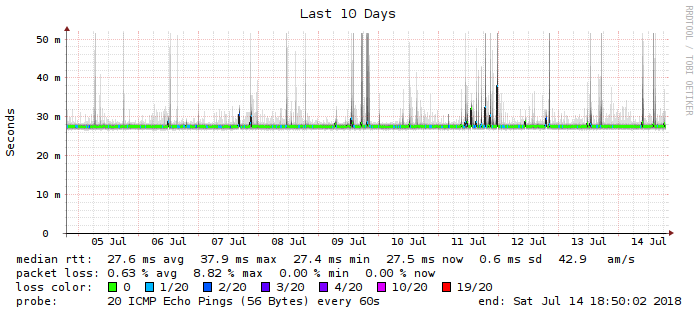 Last 10 Days
RRDTOOL / TOBI OETIKER
Seconds
50 m
40 m
30 m
20 m
10 m
0
05 Jul 06 Jul 07 Jul 08 Jul 09 Jul 10 Jul 11 Jul 12 Jul 13 Jul 14 Jul
median rtt: 27.6 ms avg 37.9 ms max 27.4 ms min 27.5 ms now 0.6 ms sd 42.9 am/s
packet loss: 0.63 % avg 8.82 % max 0.00 % min 0.00 % now
loss color: 0 1/20 2/20 3/20 4/20 10/20 19/20
probe: 20 ICMP Echo Pings (56 Bytes) every 60s end: Sat Jul 14 18:50:02 2018